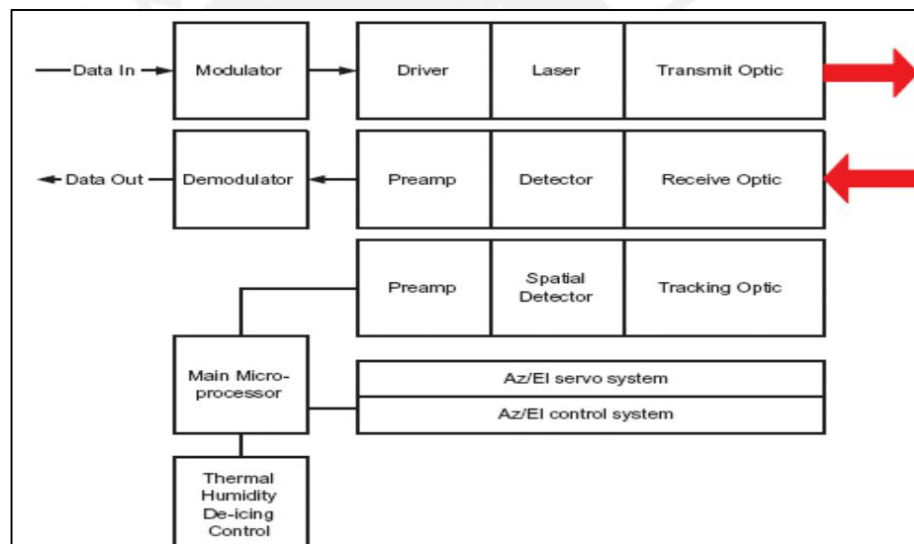 Data In
Modulator
Driver
Laser
Transmit Optic
Data Out
Demodulator
Preamp
Detector
Receive Optic
Preamp
Spatial
Detector
Tracking Optic
Main Micro-
processor
Az/El servo system
Az/El control system
Thermal
Humidity
De-icing
Control